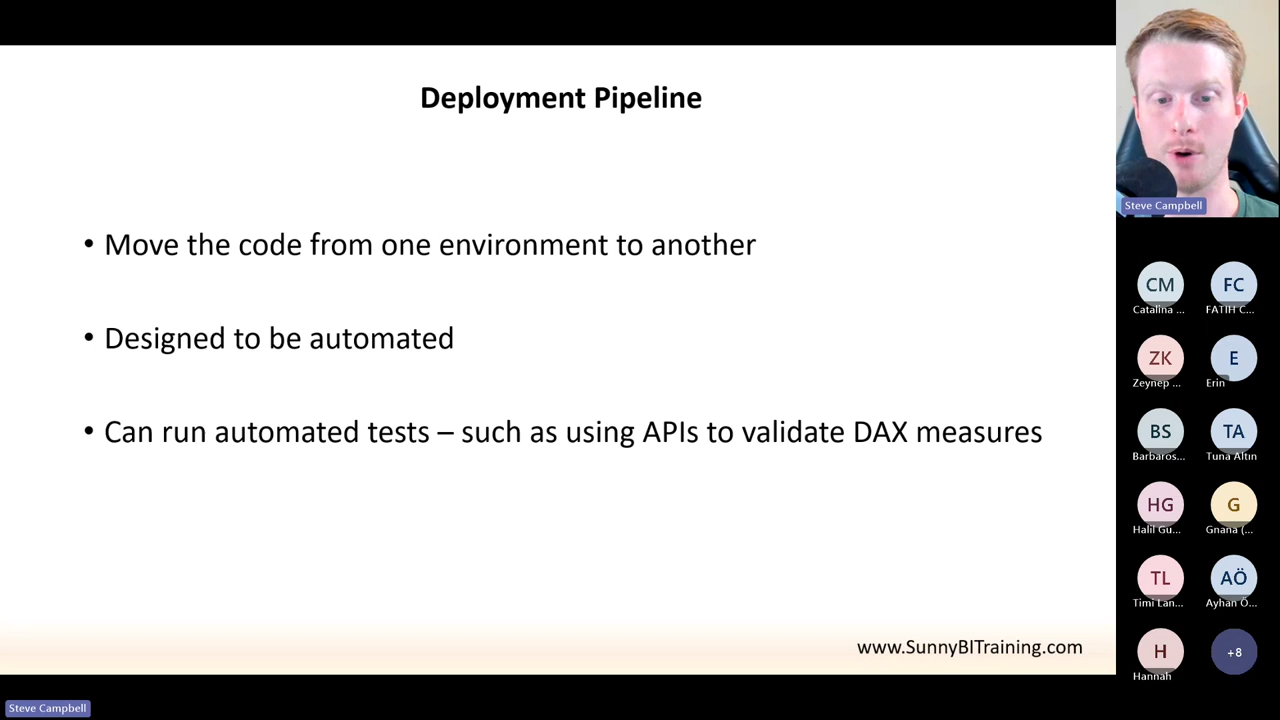 Deployment Pipeline
• Move the code from one environment to another
• Designed to be automated
• Can run automated tests – such as using APIs to validate DAX measures
www.SunnyBITraining.com
Steve Campbell
Steve Campbell
CM
Catalina ...
FC
FATIH C...
ZK
Zeynep ...
E
Erin
BS
Barbaros...
TA
Tuna Altın
HG
Halil Gu...
G
Gnana (...
TL
Timi Lan...
AÖ
Ayhan Ö...
H
Hannah
+8